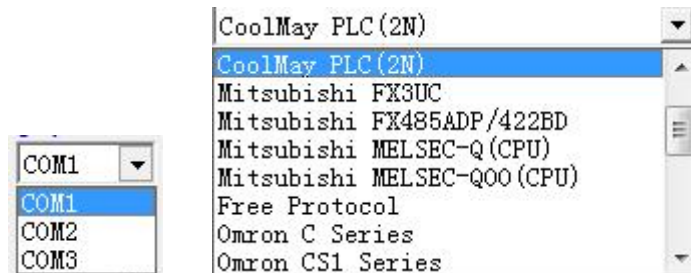 COM1
COM1
COM2
COM3
CoolMay PLC(2N)
CoolMay PLC(2N)
Mitsubishi FX3UC
Mitsubishi FX485ADP/422BD
Mitsubishi MELSEC-Q(CPU)
Mitsubishi MELSEC-Q00(CPU)
Free Protocol
Omron C Series
Omron CS1 Series